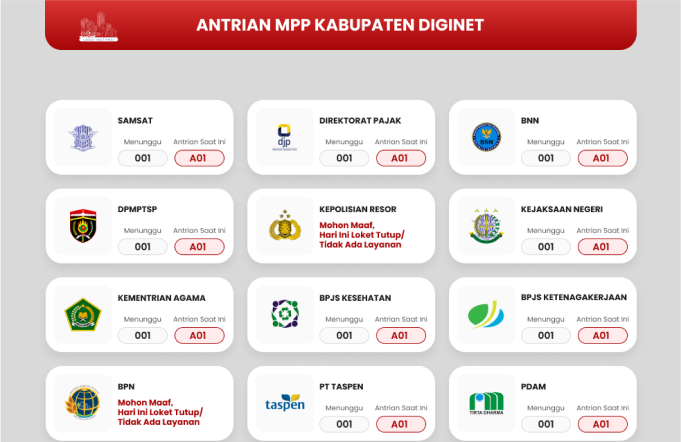 ANTRIAN MPP KABUPATEN DIGINET
SAMSAT
Menunggu Antrian Saat Ini
001 A01
DIREKTORAT PAJAK
djp
Menunggu Antrian Saat Ini
001 A01
BNN
BNN
Menunggu Antrian Saat Ini
001 A01
DPMPTSP
Menunggu Antrian Saat Ini
001 A01
KEPOLISIAN RESOR
Mohon Maaf,
Hari Ini Loket Tutup/
Tidak Ada Layanan
KEJAKSAAN NEGERI
Menunggu Antrian Saat Ini
001 A01
KEMENTRIAN AGAMA
Menunggu Antrian Saat Ini
001 A01
BPJS KESEHATAN
Menunggu Antrian Saat Ini
001 A01
BPJS KETENAGAKERJAAN
Menunggu Antrian Saat Ini
001 A01
BPN
Mohon Maaf,
Hari Ini Loket Tutup/
Tidak Ada Layanan
PT TASPEN
taspen
Menunggu Antrian Saat Ini
001 A01
PDAM
TIRTA DHARMA
Menunggu Antrian Saat Ini
001 A01